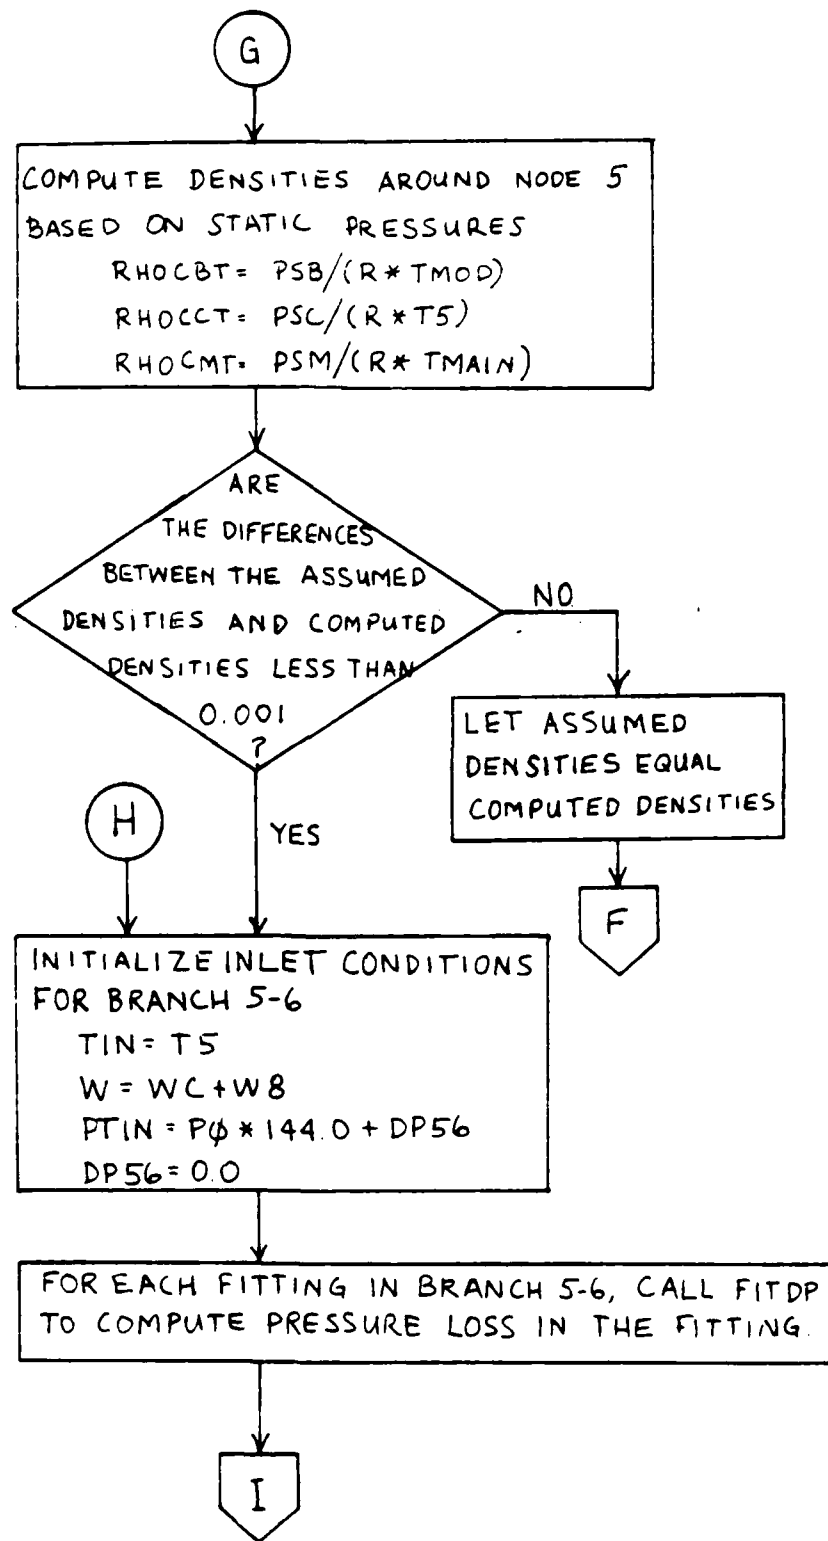 G
COMPUTE DENSITIES AROUND NODE 5
BASED ON STATIC PRESSURES
RHOCBT = PSB/(R* TMOD)
RHOCCT = PSC/(R*T5)
RHOCMT= PSM/(R* TMAIN)
ARE
THE DIFFERENCES
BETWEEN THE ASSUMED
DENSITIES AND COMPUTED
DENSITIES LESS THAN
0.001
?
NO
LET ASSUMED
DENSITIES EQUAL
COMPUTED DENSITIES
F
H
YES
INITIALIZE INLET CONDITIONS
FOR BRANCH 5-6
TIN= T5
W = WC+W8
PTIN = Pϕ * 144.0 + DP56
DP56=0.0
FOR EACH FITTING IN BRANCH 5-6, CALL FITDP
TO COMPUTE PRESSURE LOSS IN THE FITTING.
I